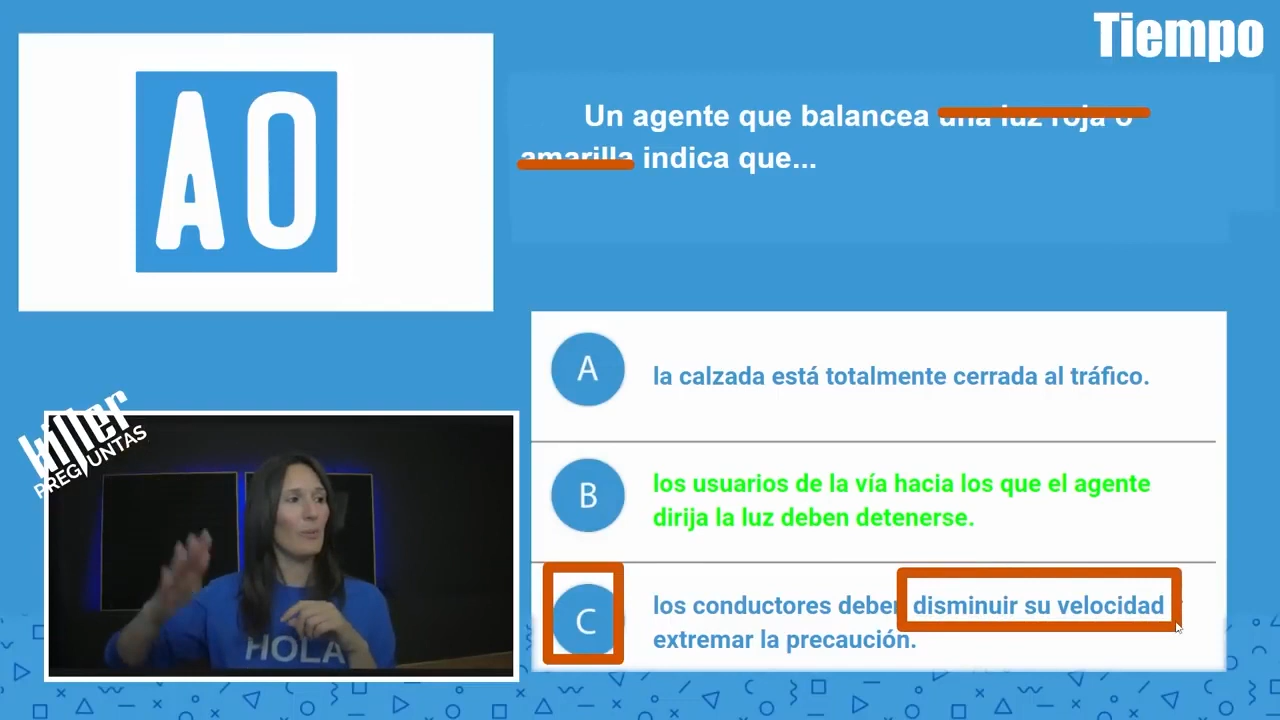 Tiempo
AO
Un agente que balancea una luz roja o
amarilla indica que...
A
la calzada está totalmente cerrada al tráfico.
B
los usuarios de la vía hacia los que el agente
dirija la luz deben detenerse.
C
los conductores deben disminuir su velocidad y
extremar la precaución.
killer
PREGUNTAS
HOLA